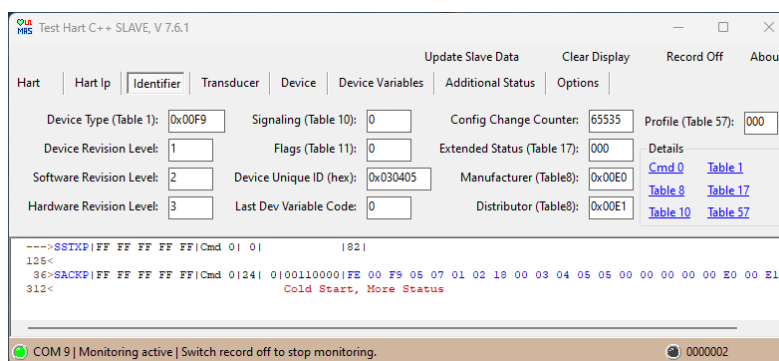 OUI
MRS
Test Hart C++ SLAVE, V 7.6.1
Update Slave Data Clear Display Record Off Abou
Hart Hart Ip Identifier Transducer Device Device Variables Additional Status Options
Device Type (Table 1): 0x00F9 Signaling (Table 10): 0 Config Change Counter: 65535 Profile (Table 57): 000
Device Revision Level: 1 Flags (Table 11): 0 Extended Status (Table 17): 000 Details
Software Revision Level: 2 Device Unique ID (hex): 0x030405 Manufacturer (Table8): 0x00E0 Cmd 0 Table 1
Hardware Revision Level: 3 Last Dev Variable Code: 0 Distributor (Table8): 0x00E1 Table 8 Table 17
Table 10 Table 57
--->SSTXP|FF FF FF FF FF|Cmd 0| 0| |82|
125<
36>SACKP|FF FF FF FF FF|Cmd 0|24| 0|00110000|FE 00 F9 05 07 01 02 18 00 03 04 05 05 00 00 00 00 00 E0 00 E1
312< Cold Start, More Status
COM 9 | Monitoring active | Switch record off to stop monitoring. 0000002